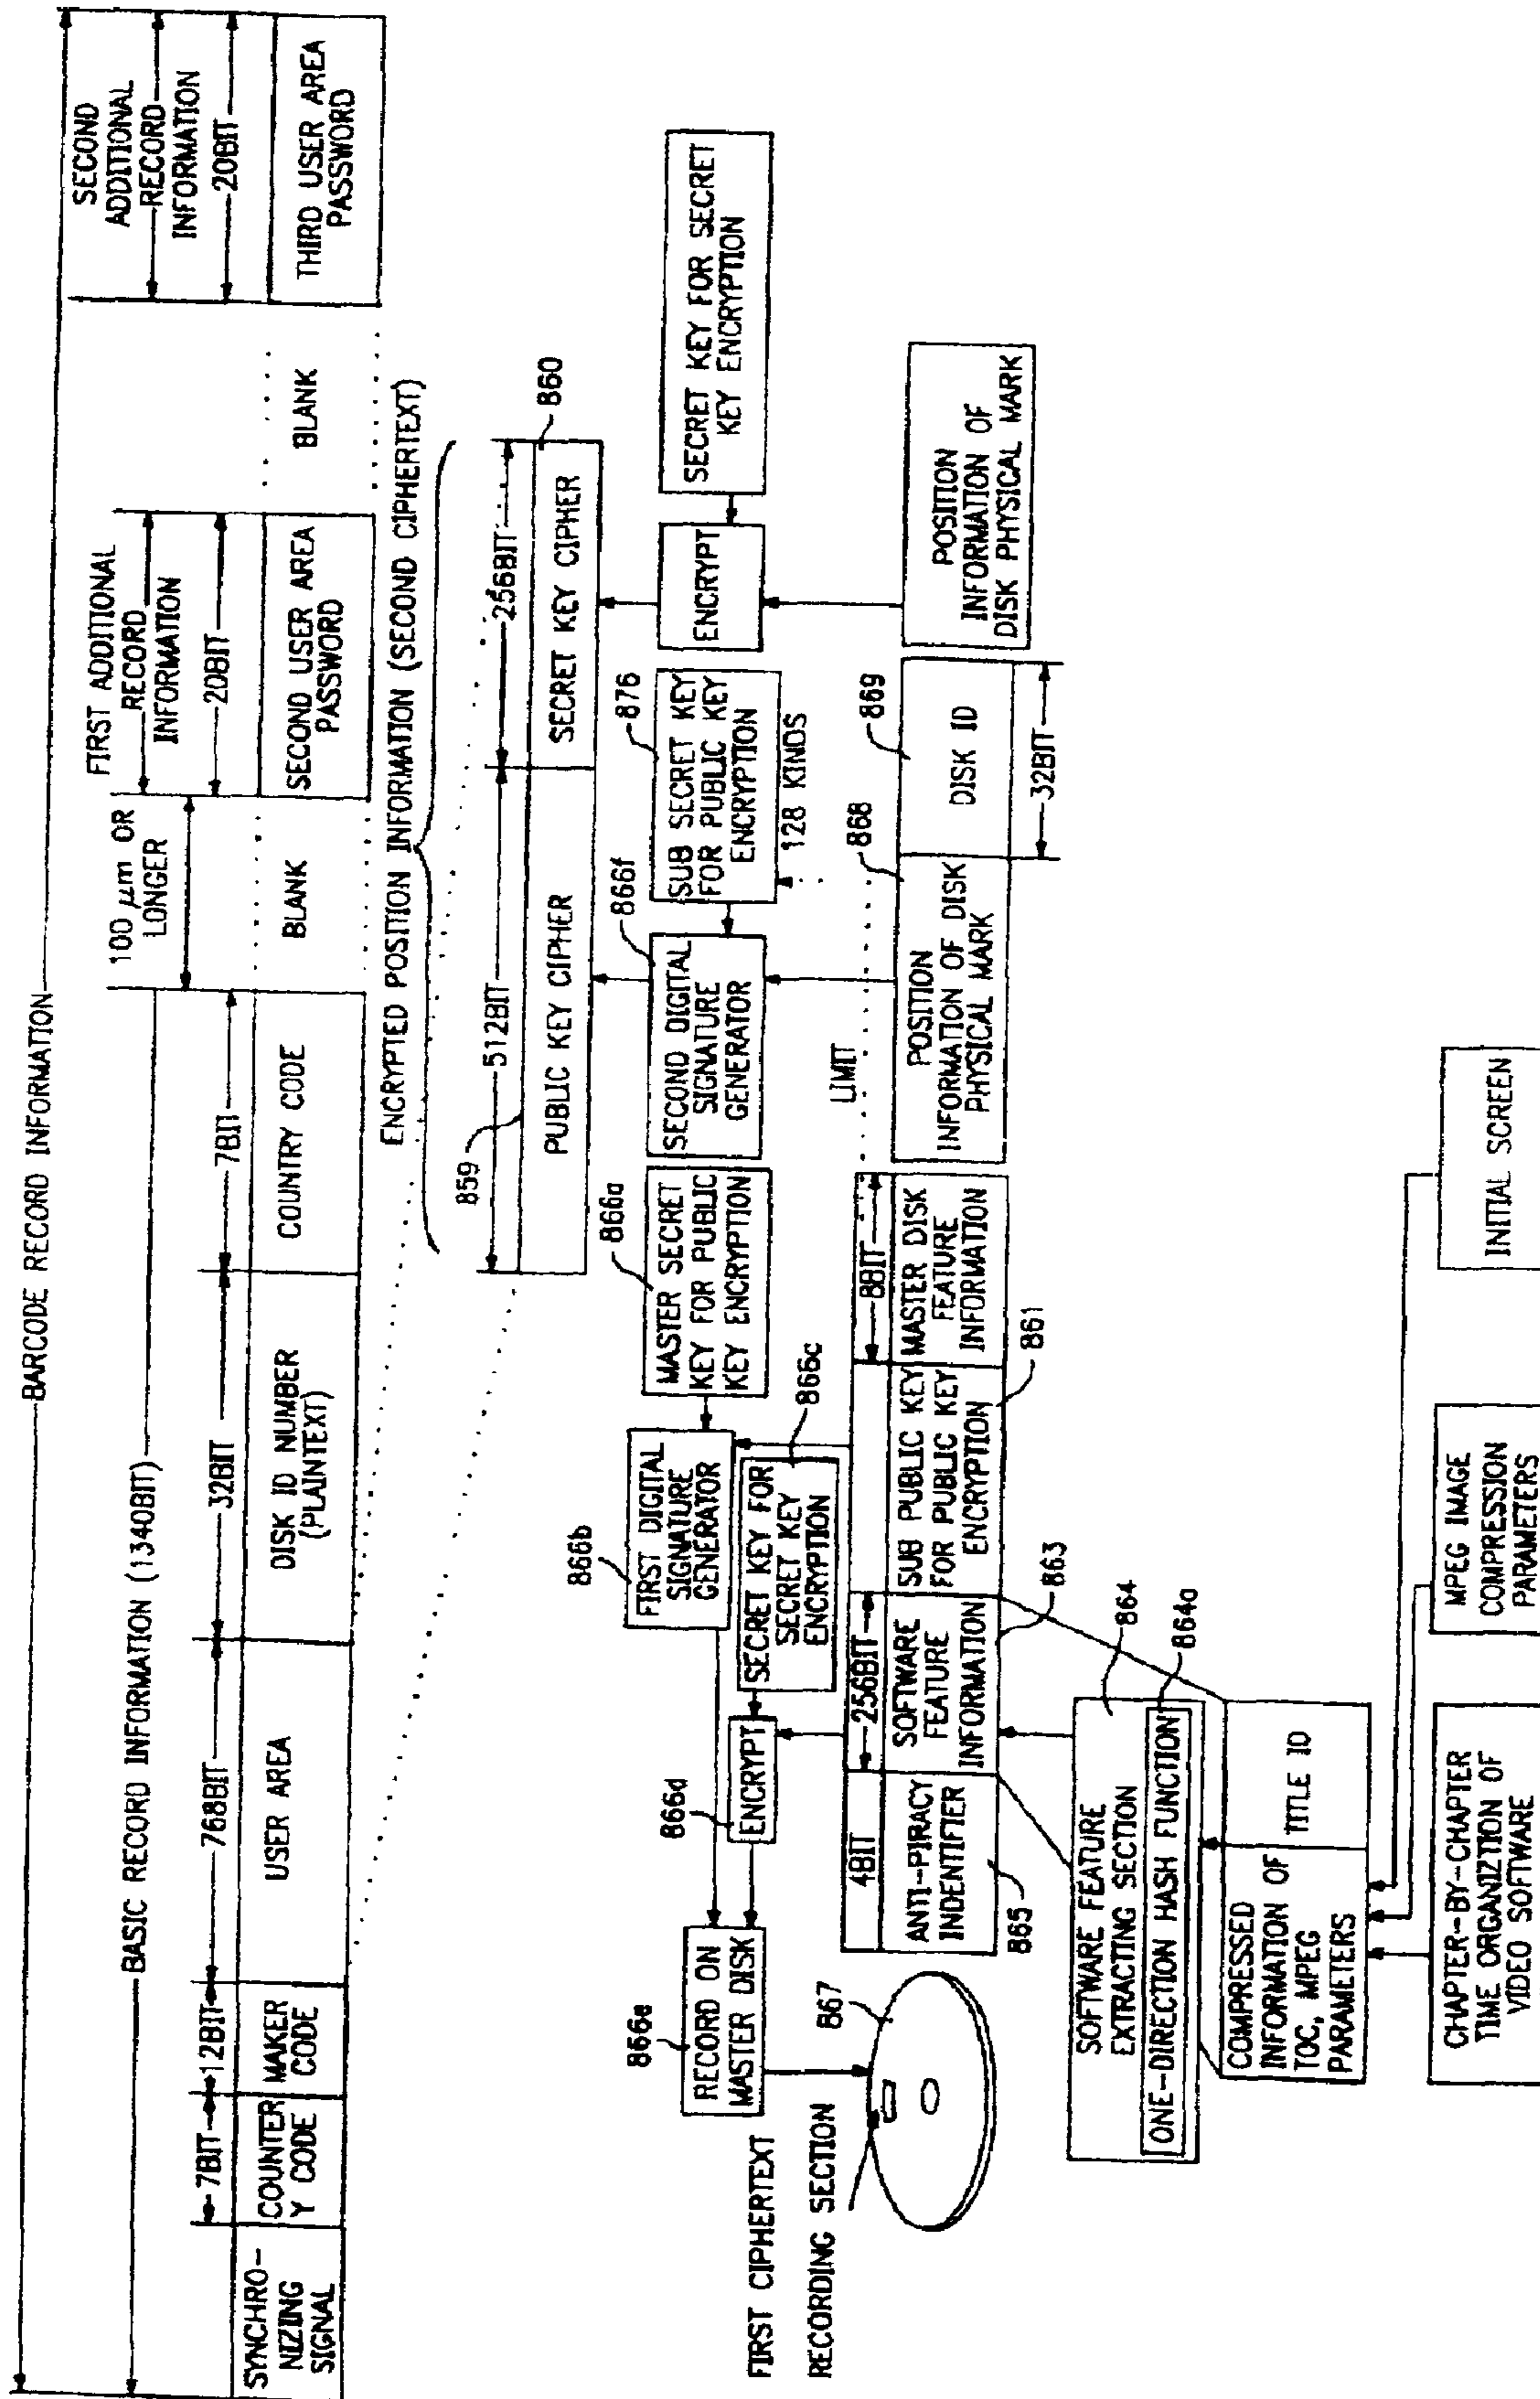 BARCODE RECORD INFORMATION
BASIC RECORD INFORMATION (1340BIT)
SECOND
ADDITIONAL
RECORD
INFORMATION
FIRST ADDITIONAL
RECORD
INFORMATION
100 μm OR
LONGER
7BIT
12BIT
768BIT
32BIT
7BIT
20BIT
20BIT
SYNCHRO-
NIZING
SIGNAL
COUNTER
Y CODE
MAKER
CODE
USER AREA
DISK ID NUMBER
(PLAINTEXT)
COUNTRY CODE
BLANK
SECOND USER AREA
PASSWORD
BLANK
THIRD USER AREA
PASSWORD
ENCRYPTED POSITION INFORMATION (SECOND CIPHERTEXT)
859
512BIT
256BIT
860
PUBLIC KEY CIPHER
SECRET KEY CIPHER
866e
RECORD ON
MASTER DISK
866d
ENCRYPT
866b
FIRST DIGITAL
SIGNATURE
GENERATOR
866c
SECRET KEY FOR
SECRET KEY
ENCRYPTION
866a
MASTER SECRET
KEY FOR PUBLIC
KEY ENCRYPTION
866f
SECOND DIGITAL
SIGNATURE
GENERATOR
876
SUB SECRET KEY
FOR PUBLIC KEY
ENCRYPTION
128 KINDS
ENCRYPT
SECRET KEY FOR SECRET
KEY ENCRYPTION
LIMIT
FIRST CIPHERTEXT
RECORDING SECTION
867
4BIT
256BIT
8BIT
ANTI-PIRACY
INDENTIFIER
865
SOFTWARE
FEATURE
INFORMATION
863
SUB PUBLIC KEY
FOR PUBLIC KEY
ENCRYPTION
861
MASTER DISK
FEATURE
INFORMATION
868
POSITION
INFORMATION OF DISK
PHYSICAL MARK
869
DISK ID
32BIT
POSITION
INFORMATION OF
DISK PHYSICAL MARK
864
SOFTWARE FEATURE
EXTRACTING SECTION
864a
ONE-DIRECTION HASH FUNCTION
COMPRESSED
INFORMATION OF
TOC, MPEG
PARAMETERS
TITLE ID
CHAPTER-BY-CHAPTER
TIME ORGANIZTION OF
VIDEO SOFTWARE
MPEG IMAGE
COMPRESSION
PARAMETERS
INITIAL SCREEN